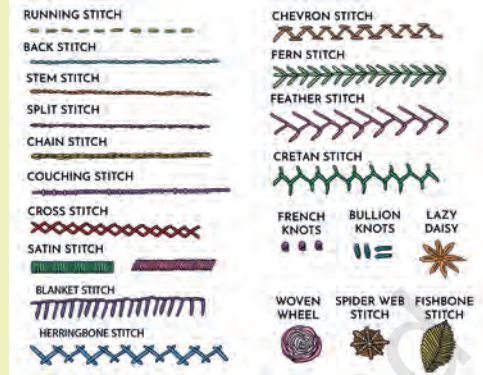 RUNNING STITCH
BACK STITCH
STEM STITCH
SPLIT STITCH
CHAIN STITCH
COUCHING STITCH
CROSS STITCH
SATIN STITCH
BLANKET STITCH
HERRINGBONE STITCH
CHEVRON STITCH
FERN STITCH
FEATHER STITCH
CRETAN STITCH
FRENCH
KNOTS
BULLION
KNOTS
LAZY
DAISY
WOVEN
WHEEL
SPIDER WEB
STITCH
FISHBONE
STITCH